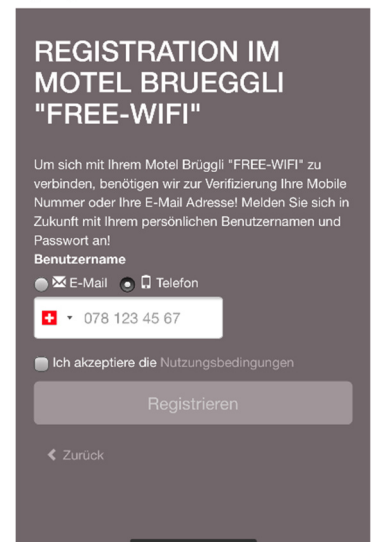 REGISTRATION IM
MOTEL BRUEGGLI
"FREE-WIFI"
Um sich mit Ihrem Motel Brüggli "FREE-WIFI" zu
verbinden, benötigen wir zur Verifizierung Ihre Mobile
Nummer oder Ihre E-Mail Adresse! Melden Sie sich in
Zukunft mit Ihrem persönlichen Benutzernamen und
Passwort an!
Benutzername
E-Mail Telefon
078 123 45 67
Ich akzeptiere die Nutzungsbedingungen
Registrieren
Zurück